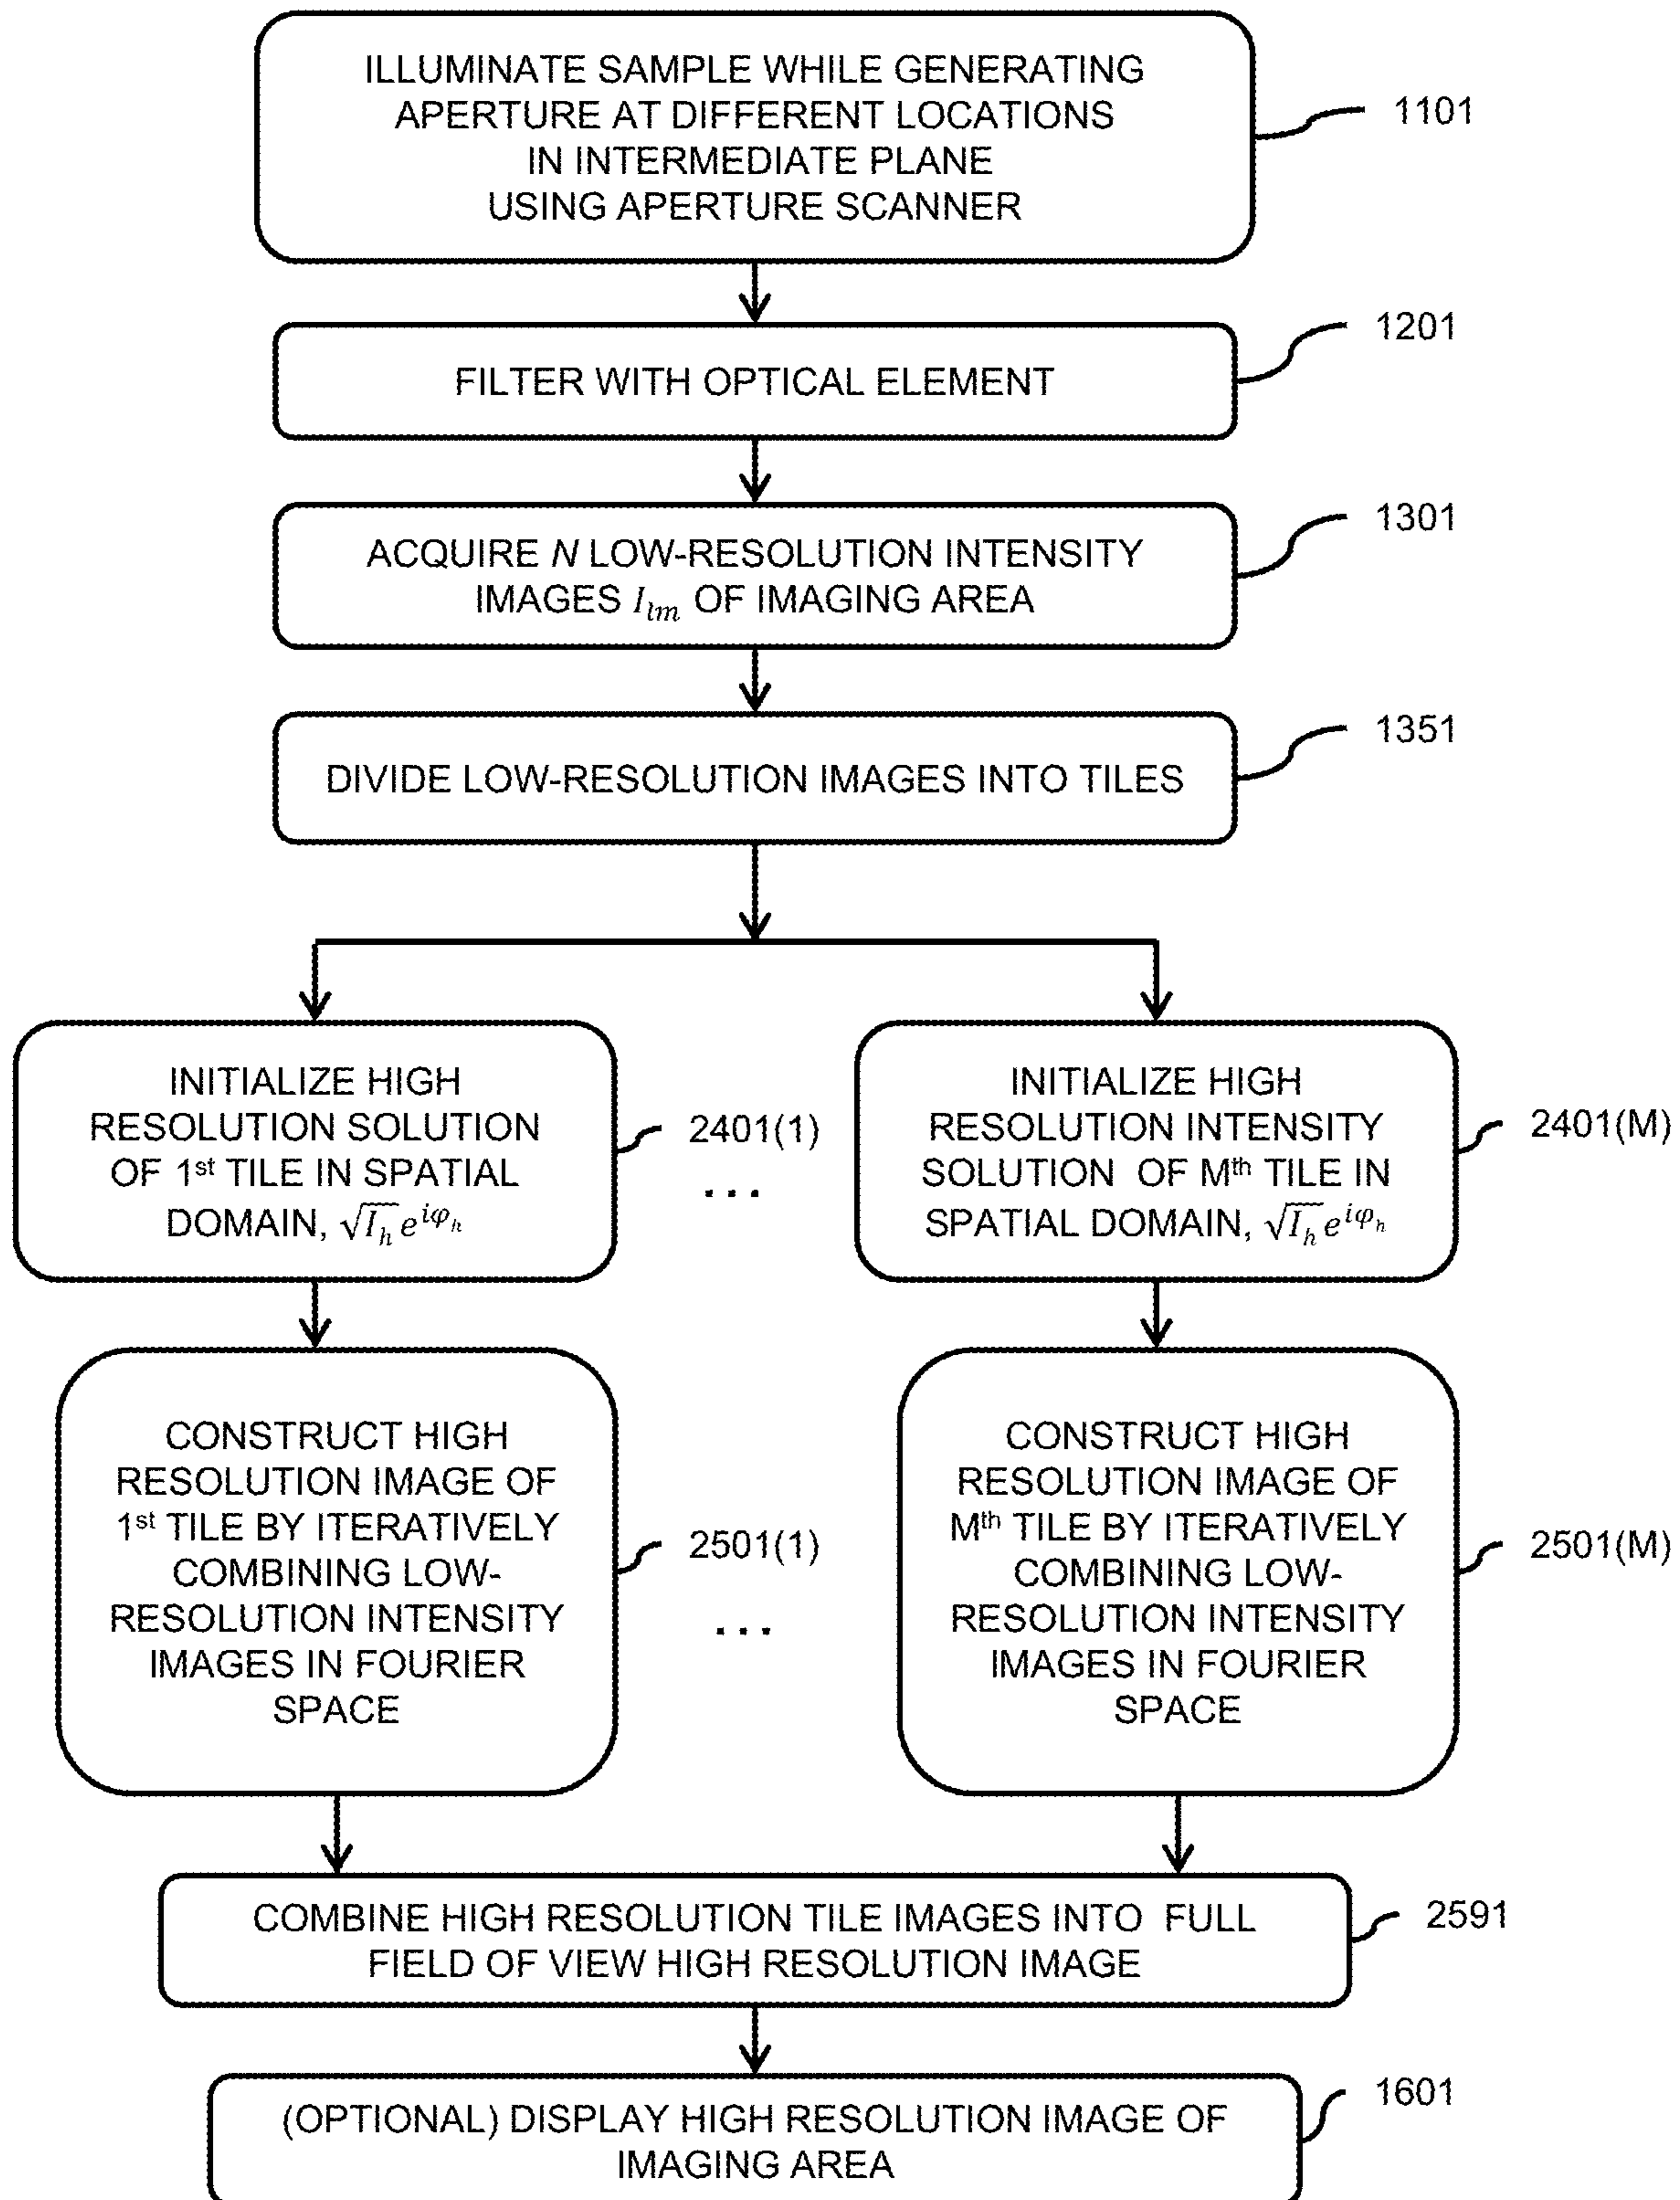 ILLUMINATE SAMPLE WHILE GENERATING
APERTURE AT DIFFERENT LOCATIONS
IN INTERMEDIATE PLANE
USING APERTURE SCANNER
1101
FILTER WITH OPTICAL ELEMENT
1201
ACQUIRE N LOW-RESOLUTION INTENSITY
IMAGES I_{lm} OF IMAGING AREA
1301
DIVIDE LOW-RESOLUTION IMAGES INTO TILES
1351
INITIALIZE HIGH
RESOLUTION SOLUTION
OF 1st TILE IN SPATIAL
DOMAIN, √I_h e^{iφ_h}
2401(1)
...
INITIALIZE HIGH
RESOLUTION INTENSITY
SOLUTION OF Mth TILE IN
SPATIAL DOMAIN, √I_h e^{iφ_h}
2401(M)
CONSTRUCT HIGH
RESOLUTION IMAGE OF
1st TILE BY ITERATIVELY
COMBINING LOW-
RESOLUTION INTENSITY
IMAGES IN FOURIER
SPACE
2501(1)
...
CONSTRUCT HIGH
RESOLUTION IMAGE OF
Mth TILE BY ITERATIVELY
COMBINING LOW-
RESOLUTION INTENSITY
IMAGES IN FOURIER
SPACE
2501(M)
COMBINE HIGH RESOLUTION TILE IMAGES INTO FULL
FIELD OF VIEW HIGH RESOLUTION IMAGE
2591
(OPTIONAL) DISPLAY HIGH RESOLUTION IMAGE OF
IMAGING AREA
1601